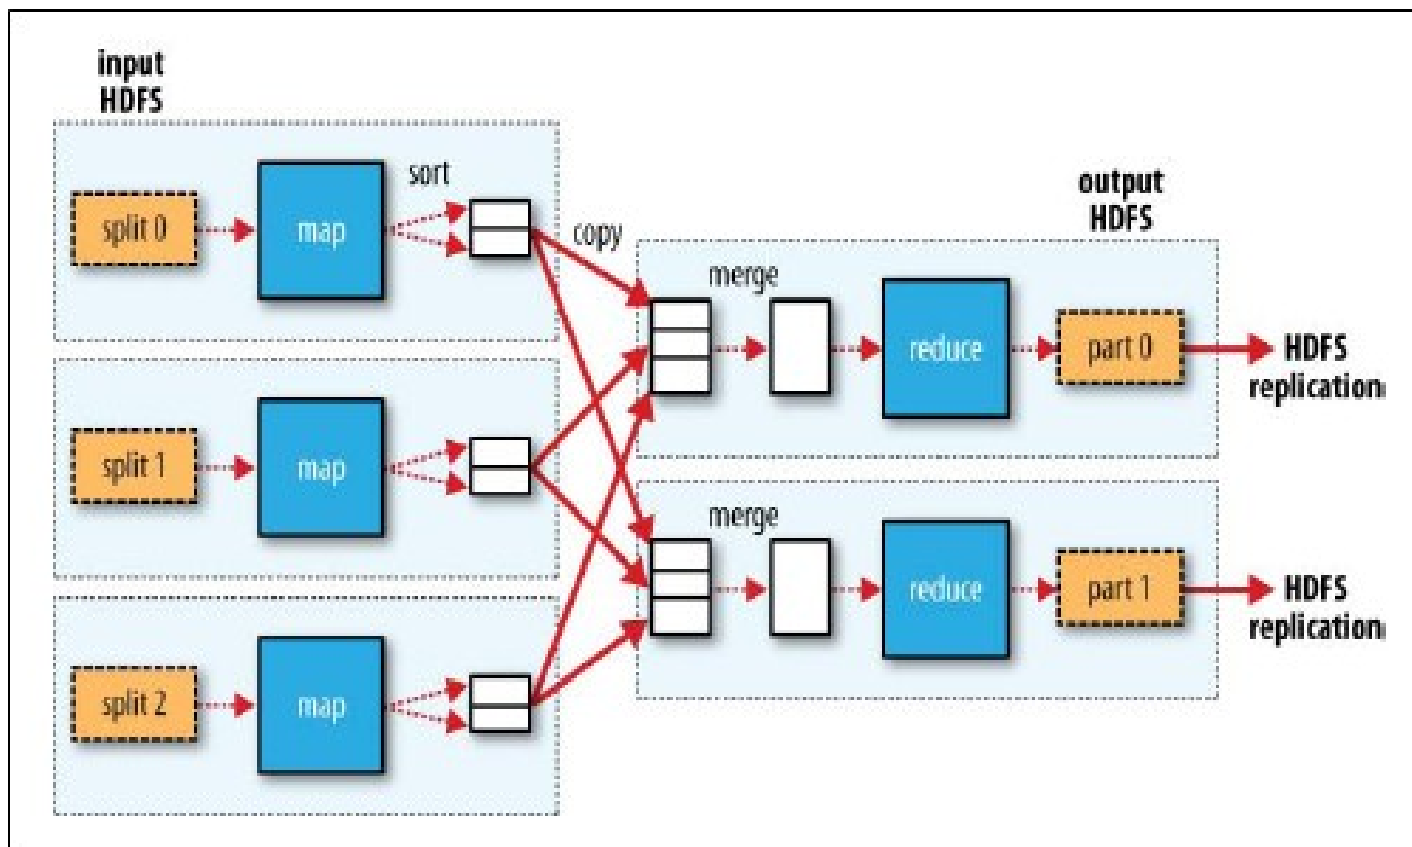 input
HDFS
split 0
map
sort
copy
split 1
map
split 2
map
output
HDFS
merge
reduce
part 0
HDFS
replication
merge
reduce
part 1
HDFS
replication